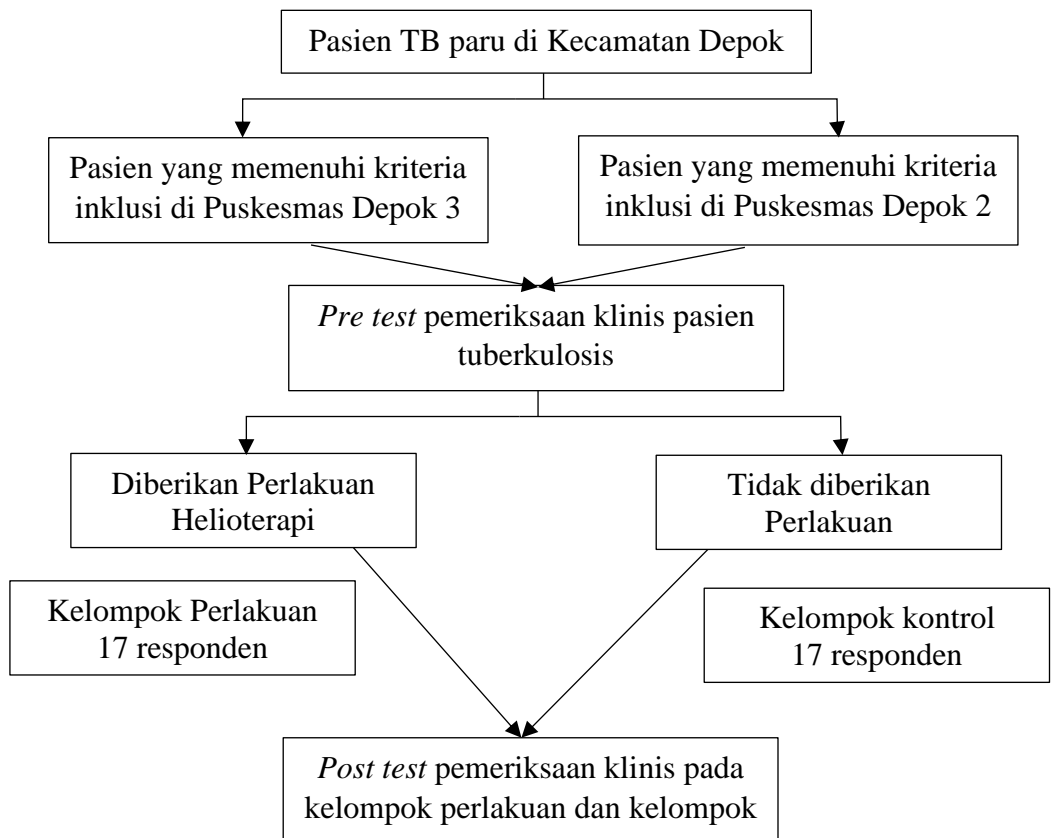 Pasien TB paru di Kecamatan Depok
Pasien yang memenuhi kriteria
inklusi di Puskesmas Depok 3
Pasien yang memenuhi kriteria
inklusi di Puskesmas Depok 2
Pre test pemeriksaan klinis pasien
tuberkulosis
Diberikan Perlakuan
Helioterapi
Tidak diberikan
Perlakuan
Kelompok Perlakuan
17 responden
Kelompok kontrol
17 responden
Post test pemeriksaan klinis pada
kelompok perlakuan dan kelompok